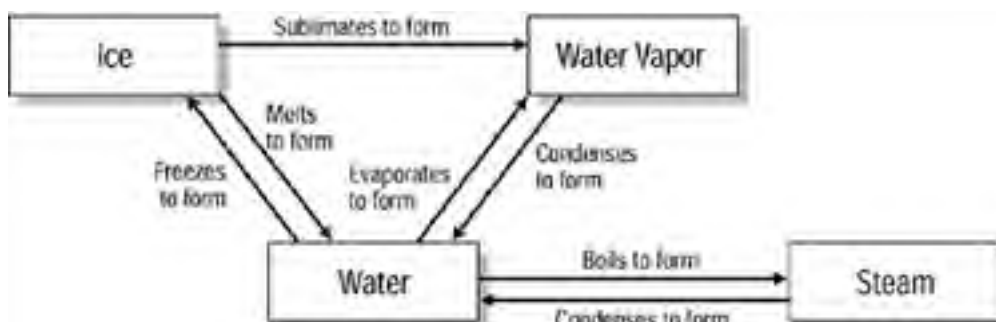 Sublimates to form
Ice
Water Vapor
Melts
to form
Freezes
to form
Evaporates
to form
Condenses
to form
Water
Boils to form
Steam
Condenses to form